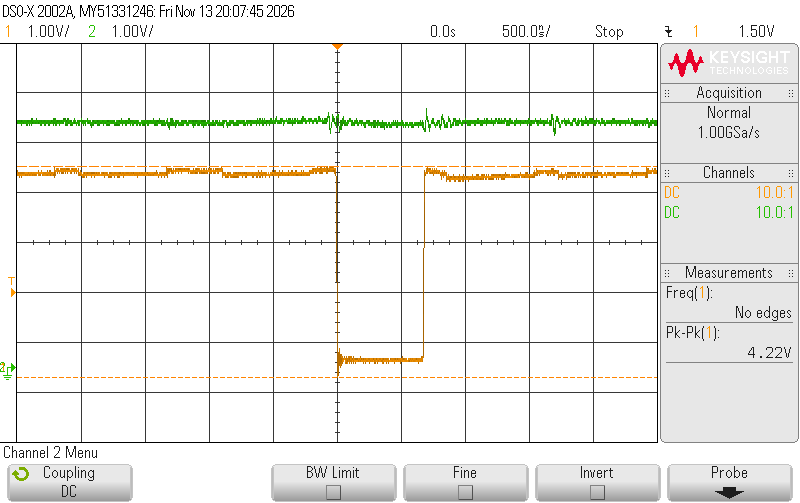 DSO-X 2002A, MY51331246: Fri Nov 13 20:07:45 2026
1 1.00V/ 2 1.00V/ 0.0s 500.0ns/ Stop 1 1.50V
KEYSIGHT
TECHNOLOGIES
Acquisition
Normal
1.00GSa/s
Channels
DC 10.0:1
DC 10.0:1
Measurements
Freq(1):
No edges
Pk-Pk(1):
4.22V
T
2
Channel 2 Menu
Coupling
DC
BW Limit
Fine
Invert
Probe